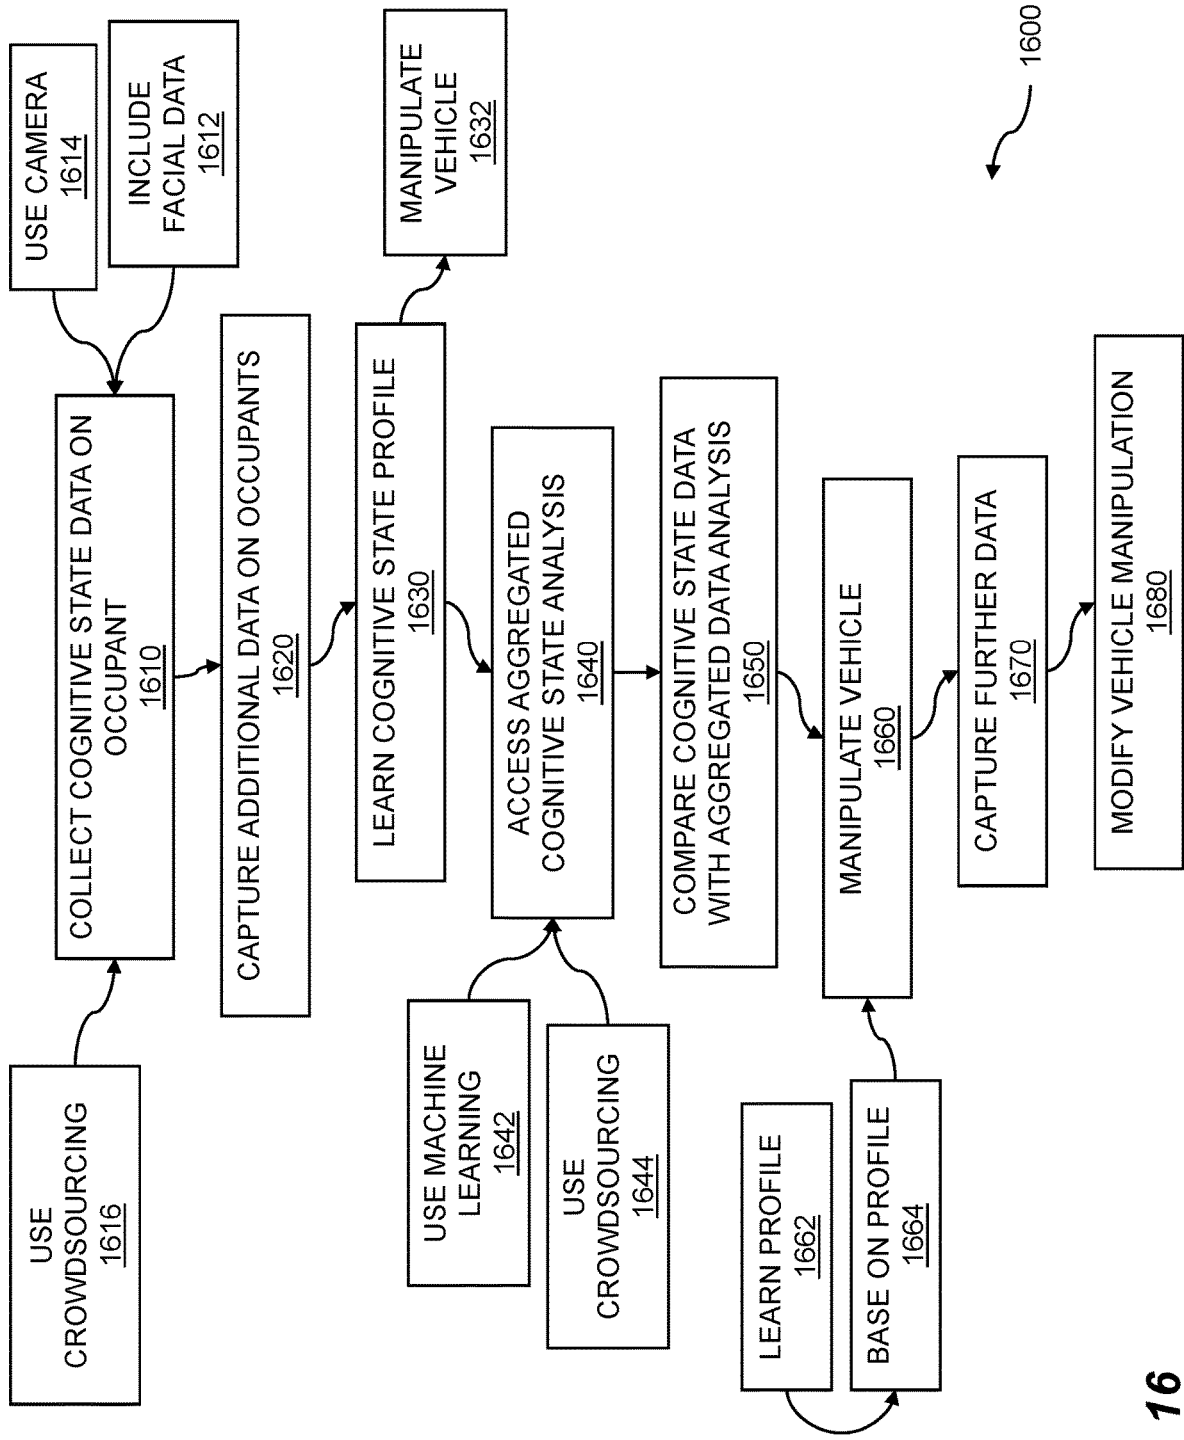 USE
CROWDSOURCING
1616
COLLECT COGNITIVE STATE DATA ON
OCCUPANT
1610
USE CAMERA
1614
INCLUDE
FACIAL DATA
1612
CAPTURE ADDITIONAL DATA ON OCCUPANTS
1620
LEARN COGNITIVE STATE PROFILE
1630
MANIPULATE
VEHICLE
1632
USE MACHINE
LEARNING
1642
USE
CROWDSOURCING
1644
ACCESS AGGREGATED
COGNITIVE STATE ANALYSIS
1640
COMPARE COGNITIVE STATE DATA
WITH AGGREGATED DATA ANALYSIS
1650
LEARN PROFILE
1662
BASE ON PROFILE
1664
MANIPULATE VEHICLE
1660
CAPTURE FURTHER DATA
1670
MODIFY VEHICLE MANIPULATION
1680
1600
16